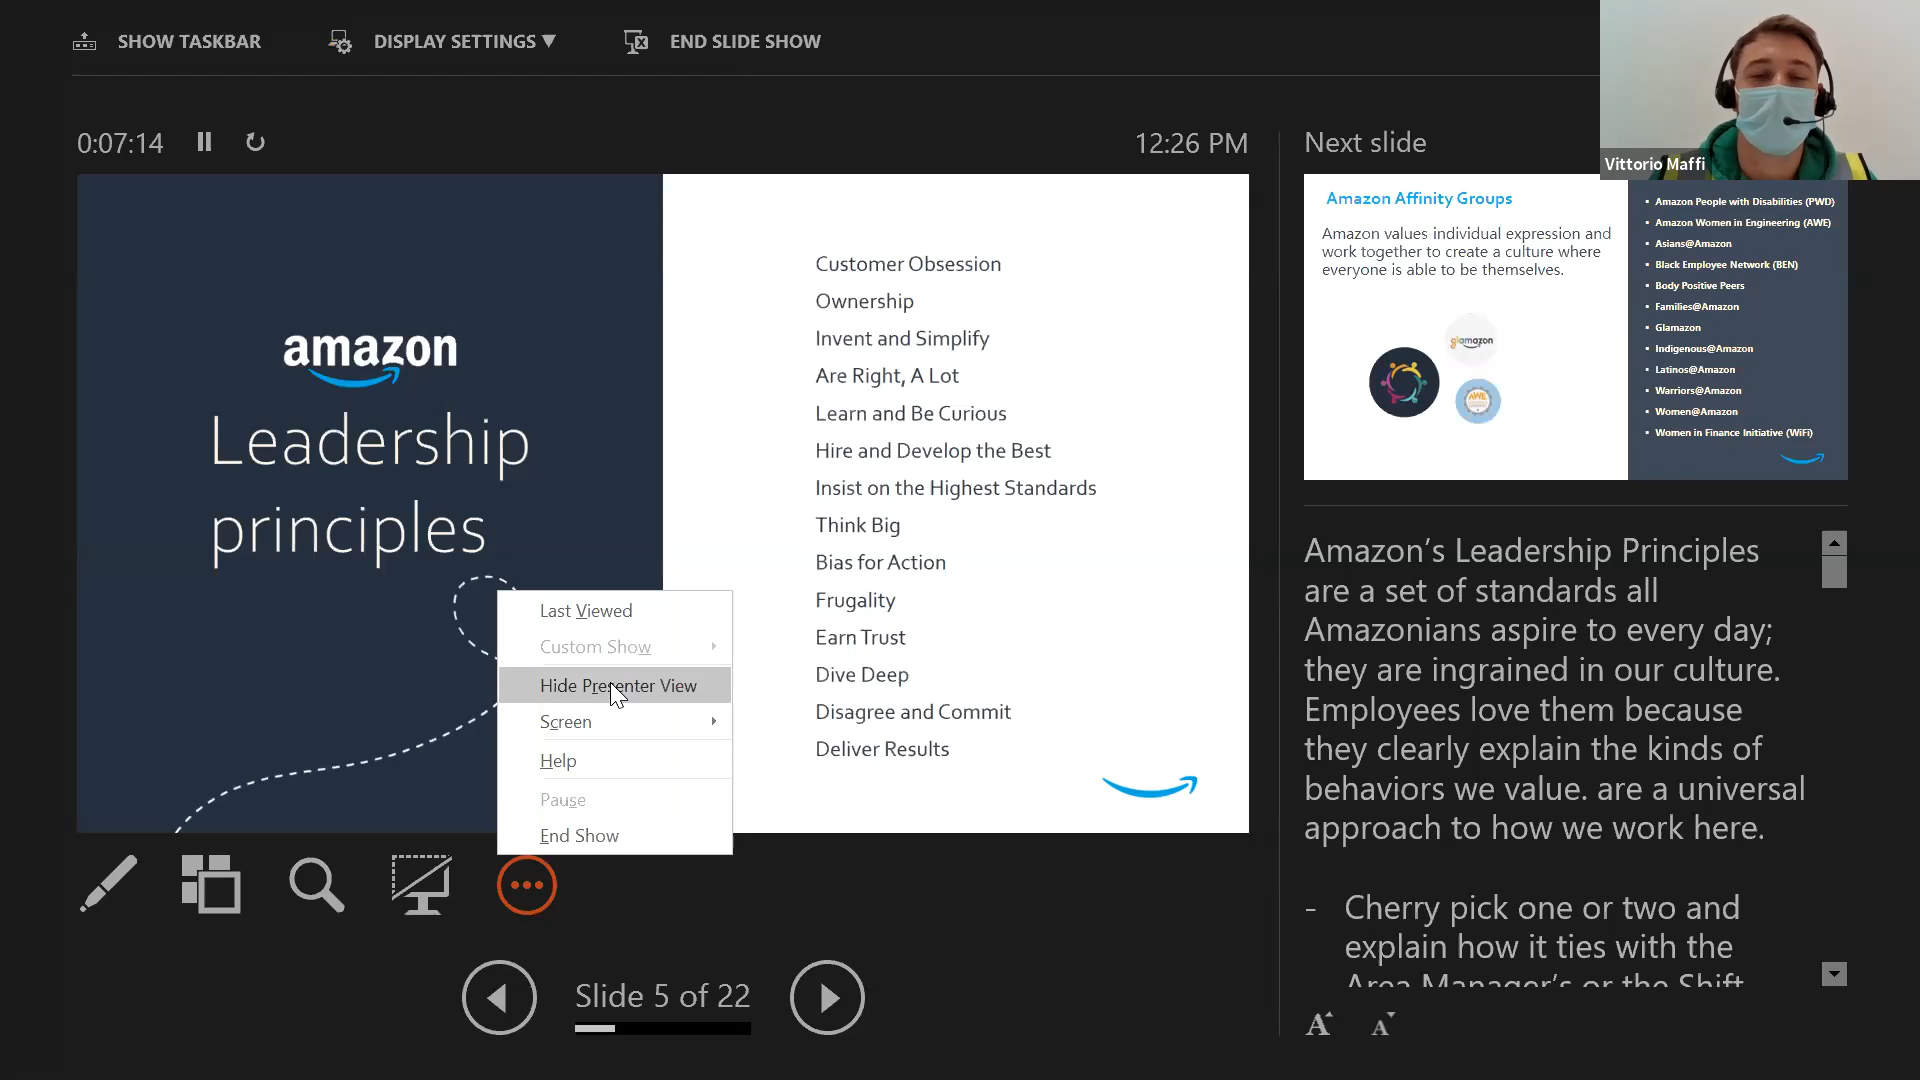 SHOW TASKBAR
DISPLAY SETTINGS
END SLIDE SHOW
0:07:14
12:26 PM
amazon
Leadership
principles
Customer Obsession
Ownership
Invent and Simplify
Are Right, A Lot
Learn and Be Curious
Hire and Develop the Best
Insist on the Highest Standards
Think Big
Bias for Action
Frugality
Earn Trust
Dive Deep
Disagree and Commit
Deliver Results
Last Viewed
Custom Show
Hide Presenter View
Screen
Help
Pause
End Show
Slide 5 of 22
Next slide
Vittorio Maffi
Amazon Affinity Groups
Amazon values individual expression and
work together to create a culture where
everyone is able to be themselves.
glamazon
AWE
▪ Amazon People with Disabilities (PWD)
▪ Amazon Women in Engineering (AWE)
▪ Asians@Amazon
▪ Black Employee Network (BEN)
▪ Body Positive Peers
▪ Families@Amazon
▪ Glamazon
▪ Indigenous@Amazon
▪ Latinos@Amazon
▪ Warriors@Amazon
▪ Women@Amazon
▪ Women in Finance Initiative (WiFi)
Amazon's Leadership Principles
are a set of standards all
Amazonians aspire to every day;
they are ingrained in our culture.
Employees love them because
they clearly explain the kinds of
behaviors we value. are a universal
approach to how we work here.
- Cherry pick one or two and
explain how it ties with the
Area Manager's or the Shift
A A